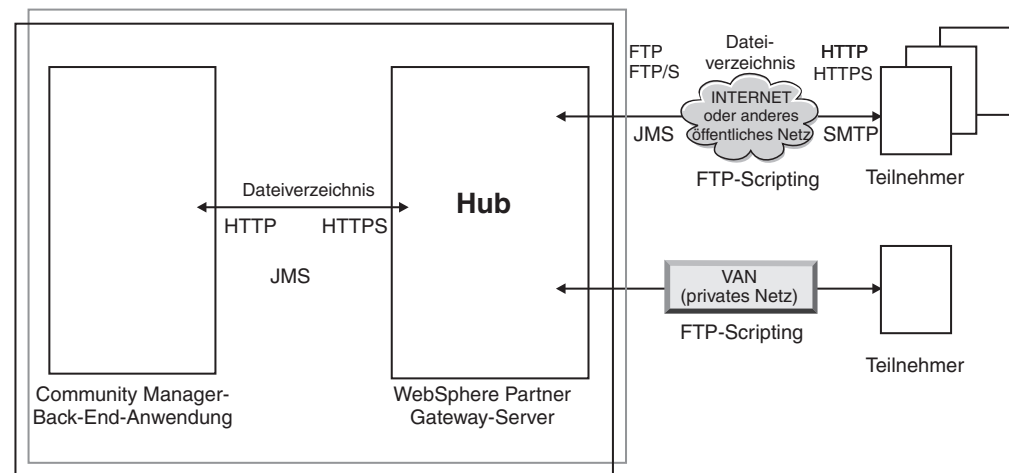 FTP
FTP/S
Datei-
verzeichnis
HTTP
HTTPS
INTERNET
oder anderes
öffentliches Netz
JMS
SMTP
FTP-Scripting
Teilnehmer
Dateiverzeichnis
HTTP
HTTPS
JMS
Hub
VAN
(privates Netz)
FTP-Scripting
Teilnehmer
Community Manager-
Back-End-Anwendung
WebSphere Partner
Gateway-Server